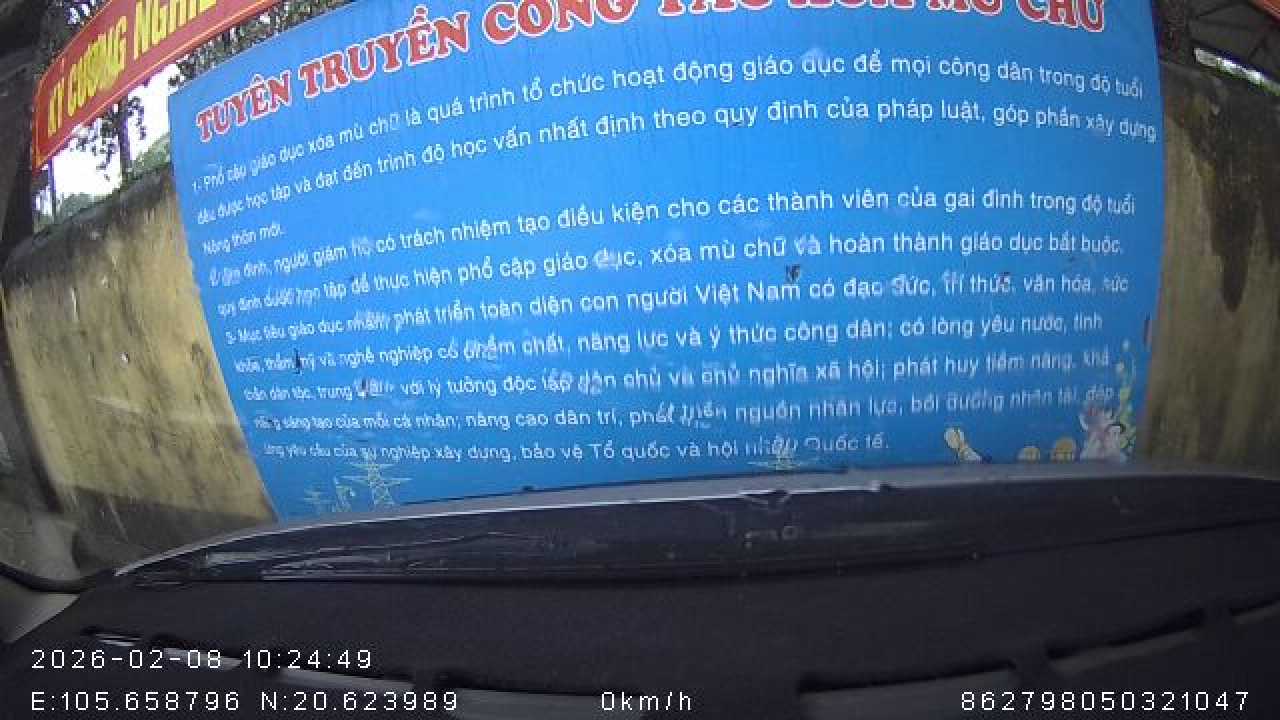 KỶ CƯƠNG NGHIÊ
TUYÊN TRUYỀN CÔNG TÁC XÓA MÙ CHỮ
1- Phổ cập giáo dục xóa mù chữ là quá trình tổ chức hoạt động giáo dục để mọi công dân trong độ tuổi
đều được học tập và đạt đến trình độ học vấn nhất định theo quy định của pháp luật, góp phần xây dựng
Nông thôn mới.
2- Gia đình, người giám hộ có trách nhiệm tạo điều kiện cho các thành viên của gai đình trong độ tuổi
quy định được học tập để thực hiện phổ cập giáo dục, xóa mù chữ và hoàn thành giáo dục bắt buộc.
3- Mục tiêu giáo dục nhằm phát triển toàn diện con người Việt Nam có đạo đức, trí thức, văn hóa, sức
khỏe, thẩm mỹ và nghề nghiệp có phẩm chất, năng lực và ý thức công dân; có lòng yêu nước, tinh
thần dân tộc, trung thành với lý tưởng độc lập dân chủ và chủ nghĩa xã hội; phát huy tiềm năng, khả
năng sáng tạo của mỗi cá nhân; nâng cao dân trí, phát triển nguồn nhân lực, bồi dưỡng nhân tài, đáp
ứng yêu cầu của sự nghiệp xây dựng, bảo vệ Tổ quốc và hội nhập Quốc tế.
2026-02-08 10:24:49
E:105.658796 N:20.623989 0km/h 862798050321047